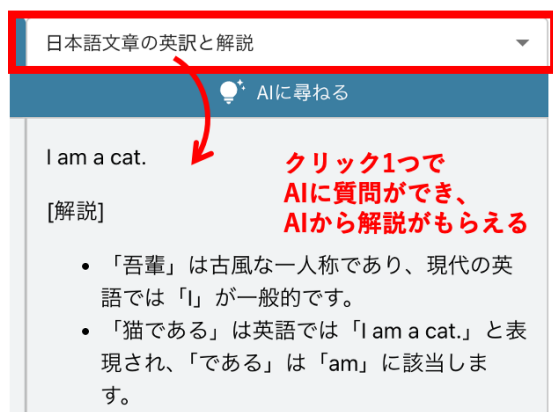 日本語文章の英訳と解説
AIに尋ねる
I am a cat.
クリック1つで
AIに質問ができ、
AIから解説がもらえる
[解説]
• 「吾輩」は古風な一人称であり、現代の英
語では「I」が一般的です。
• 「猫である」は英語では「I am a cat.」と表
現され、「である」は「am」に該当しま
す。